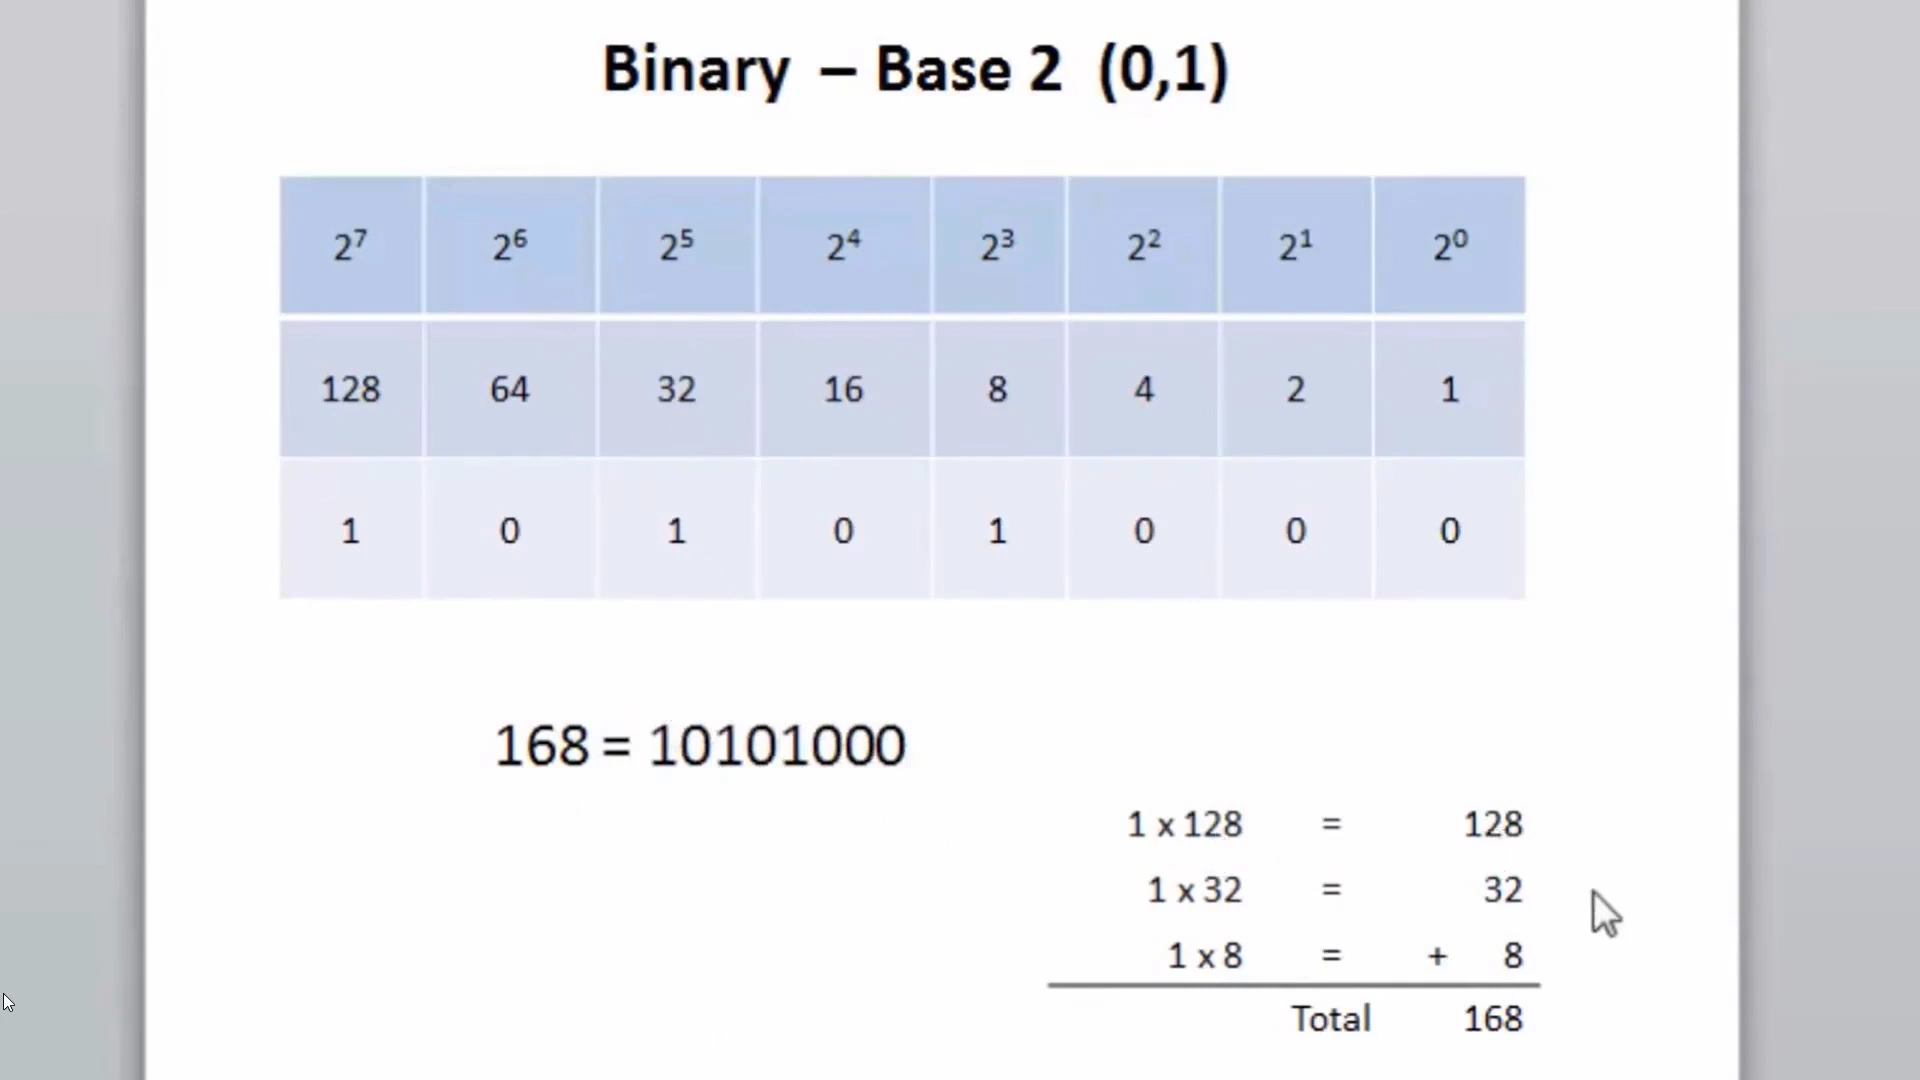 Binary – Base 2 (0,1)
2⁷ 2⁶ 2⁵ 2⁴ 2³ 2² 2¹ 2⁰
128 64 32 16 8 4 2 1
1 0 1 0 1 0 0 0
168 = 10101000
1 x 128 = 128
1 x 32 = 32
1 x 8 = + 8
Total 168